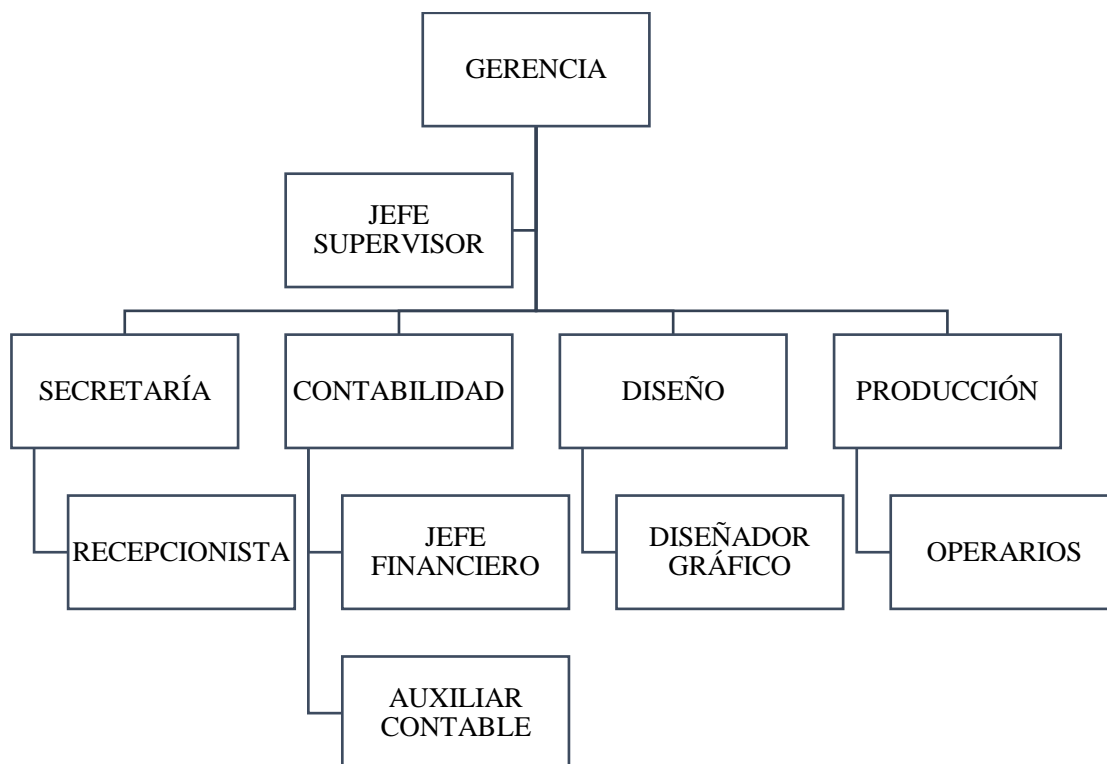 GERENCIA
JEFE
SUPERVISOR
SECRETARÍA
CONTABILIDAD
DISEÑO
PRODUCCIÓN
RECEPCIONISTA
JEFE
FINANCIERO
DISEÑADOR
GRÁFICO
OPERARIOS
AUXILIAR
CONTABLE